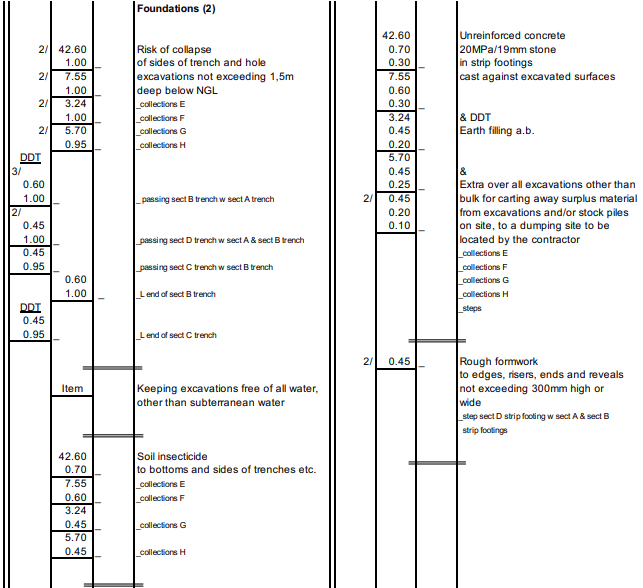 Foundations (2)
2/ 42.60 Risk of collapse
1.00 _ of sides of trench and hole
2/ 7.55 excavations not exceeding 1,5m
1.00 _ deep below NGL
2/ 3.24 _collections E
1.00 _ _collections F
2/ 5.70 _collections G
0.95 _ _collections H
DDT
3/
0.60
1.00 _ _passing sect B trench w sect A trench
2/
0.45
1.00 _ _passing sect D trench w sect A & sect B trench
0.45
0.95 _ _passing sect C trench w sect B trench
0.60
1.00 _ _L end of sect B trench
DDT
0.45
0.95 _ _L end of sect C trench
Item Keeping excavations free of all water,
other than subterranean water
42.60 Soil insecticide
0.70 _ to bottoms and sides of trenches etc.
7.55 _collections E
0.60 _ _collections F
3.24
0.45 _ _collections G
5.70
0.45 _ _collections H
42.60 Unreinforced concrete
0.70 20MPa/19mm stone
0.30 _ in strip footings
7.55 cast against excavated surfaces
0.60
0.30 _
3.24 & DDT
0.45 Earth filling a.b.
0.20 _
5.70
0.45 &
0.25 _ Extra over all excavations other than
2/ 0.45 bulk for carting away surplus material
0.20 from excavations and/or stock piles
0.10 _ on site, to a dumping site to be
located by the contractor
_collections E
_collections F
_collections G
_collections H
_steps
2/ 0.45 _ Rough formwork
to edges, risers, ends and reveals
not exceeding 300mm high or
wide
_step sect D strip footing w sect A & sect B
strip footings